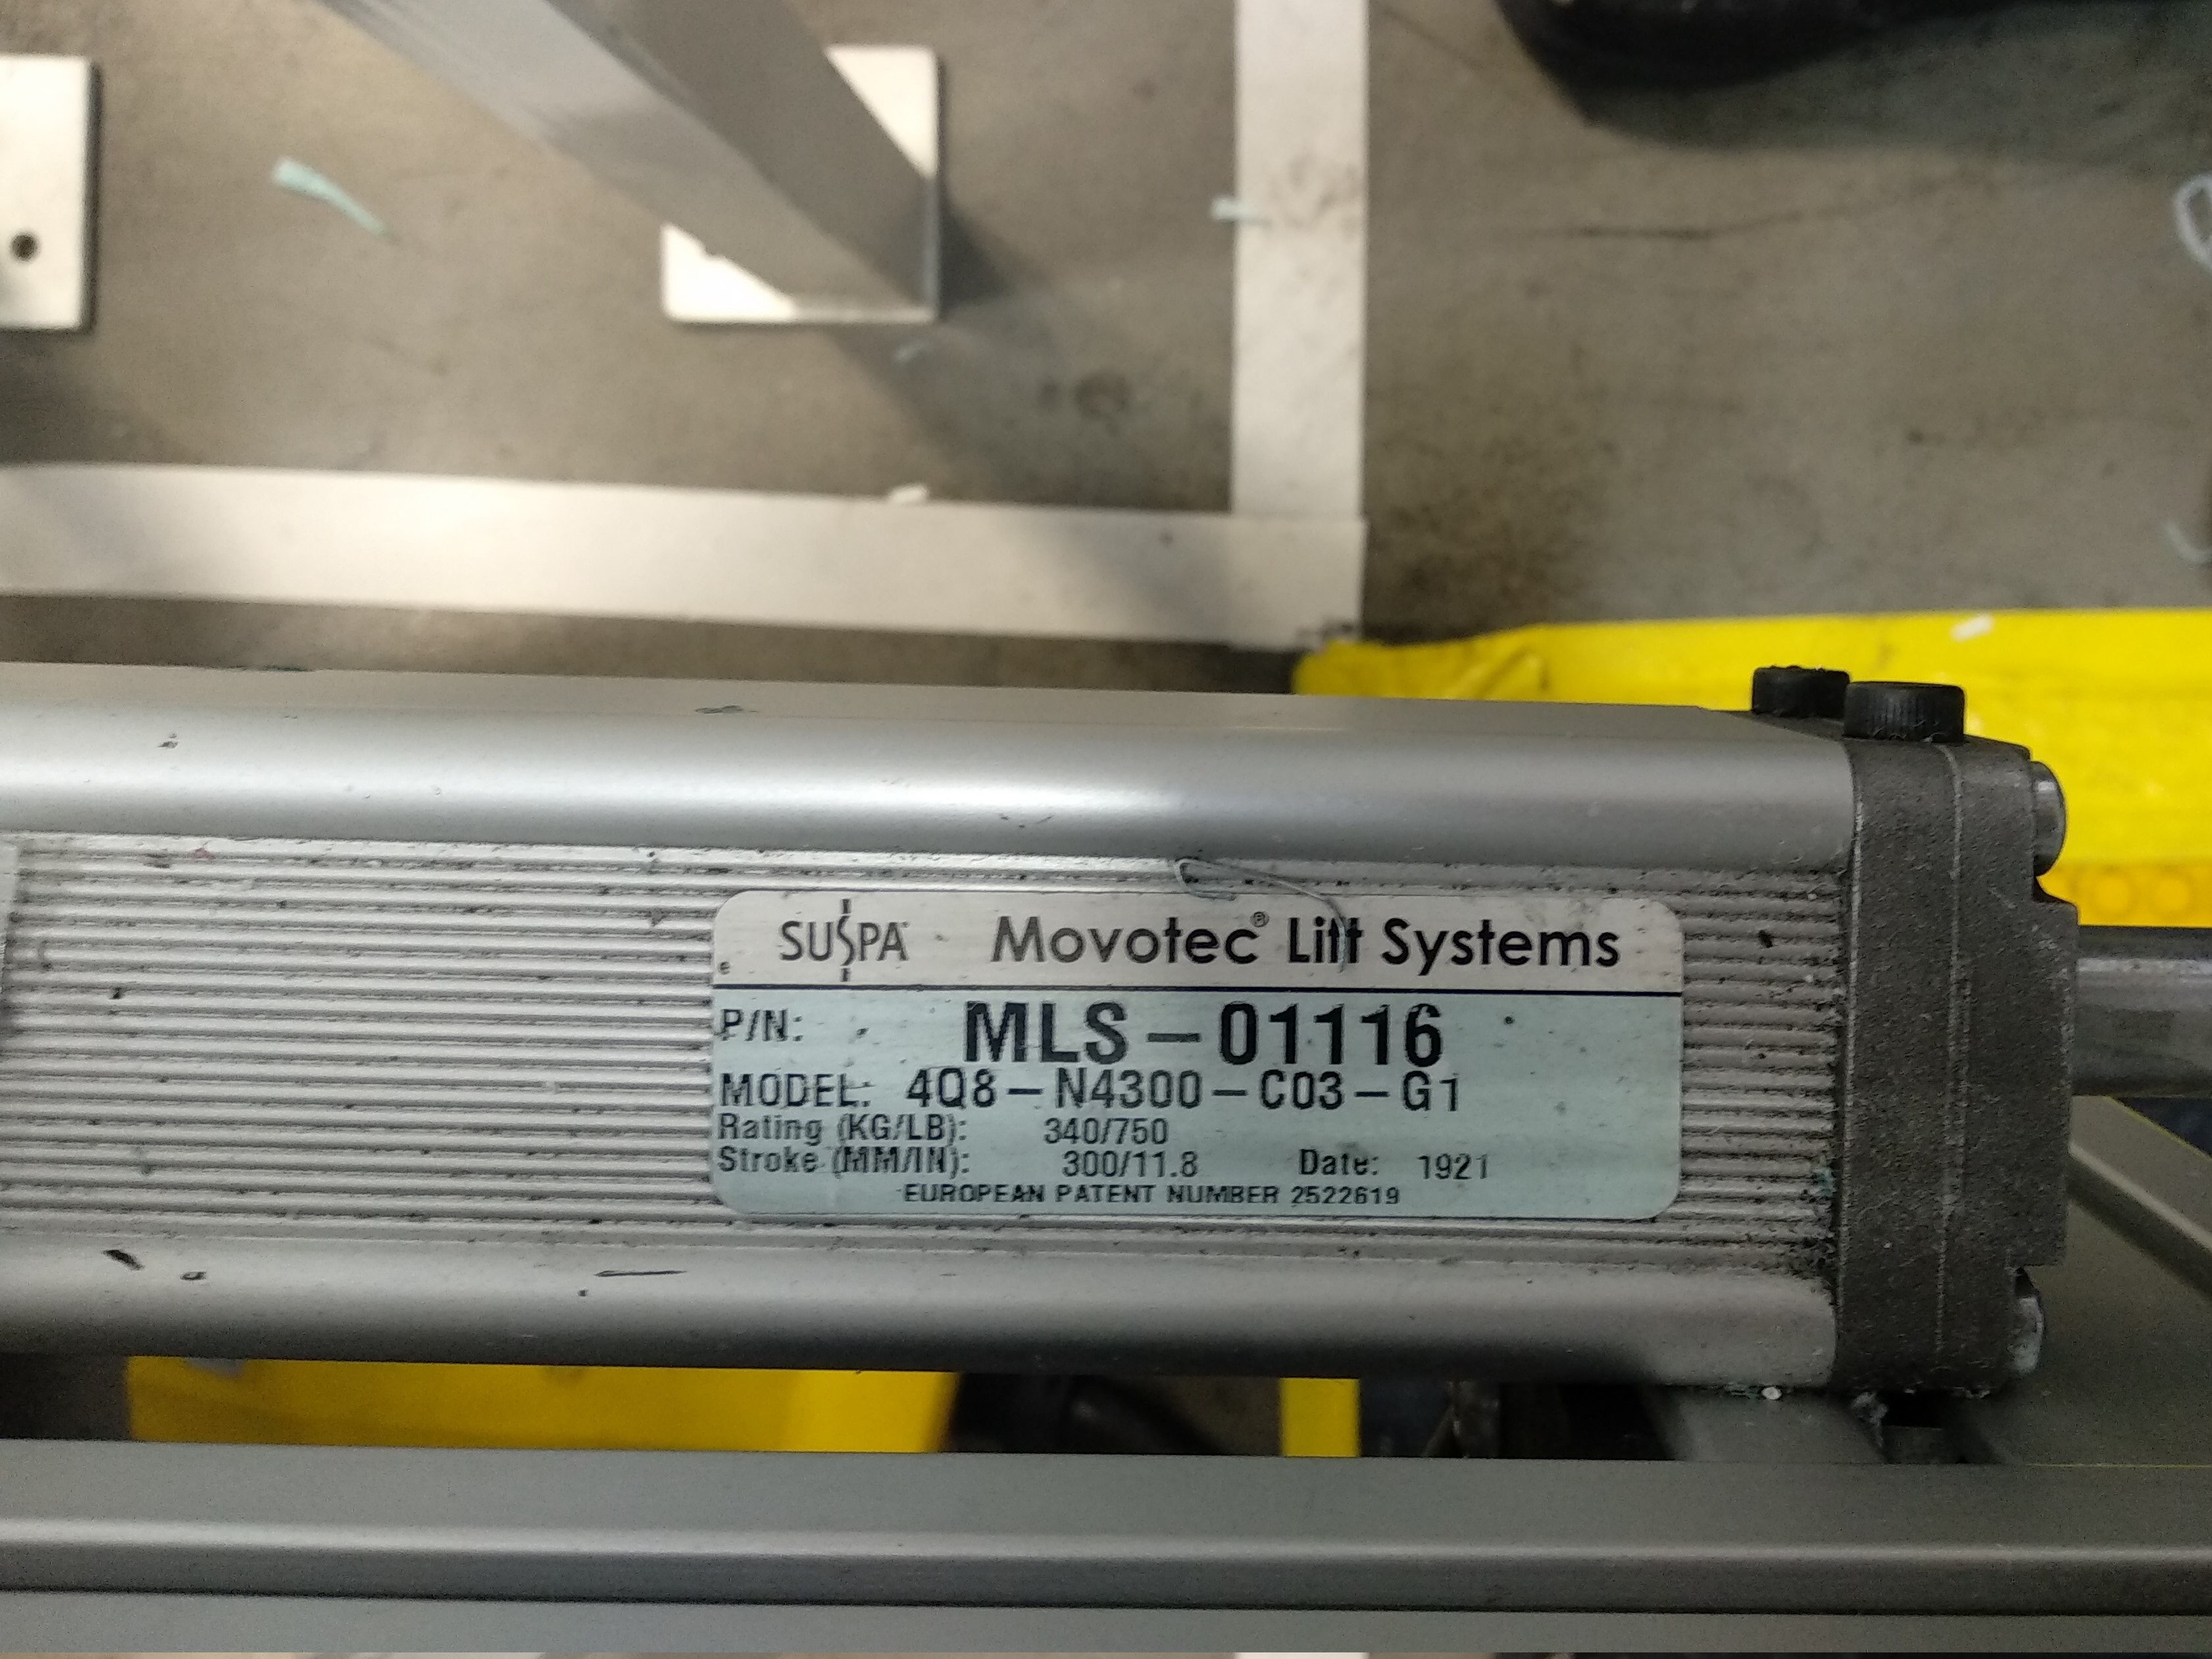 SUSPA Movotec® Lift Systems
P/N: MLS-01116
MODEL: 4Q8-N4300-C03-G1
Rating (KG/LB): 340/750
Stroke (MM/IN): 300/11.8 Date: 1921
EUROPEAN PATENT NUMBER 2522619